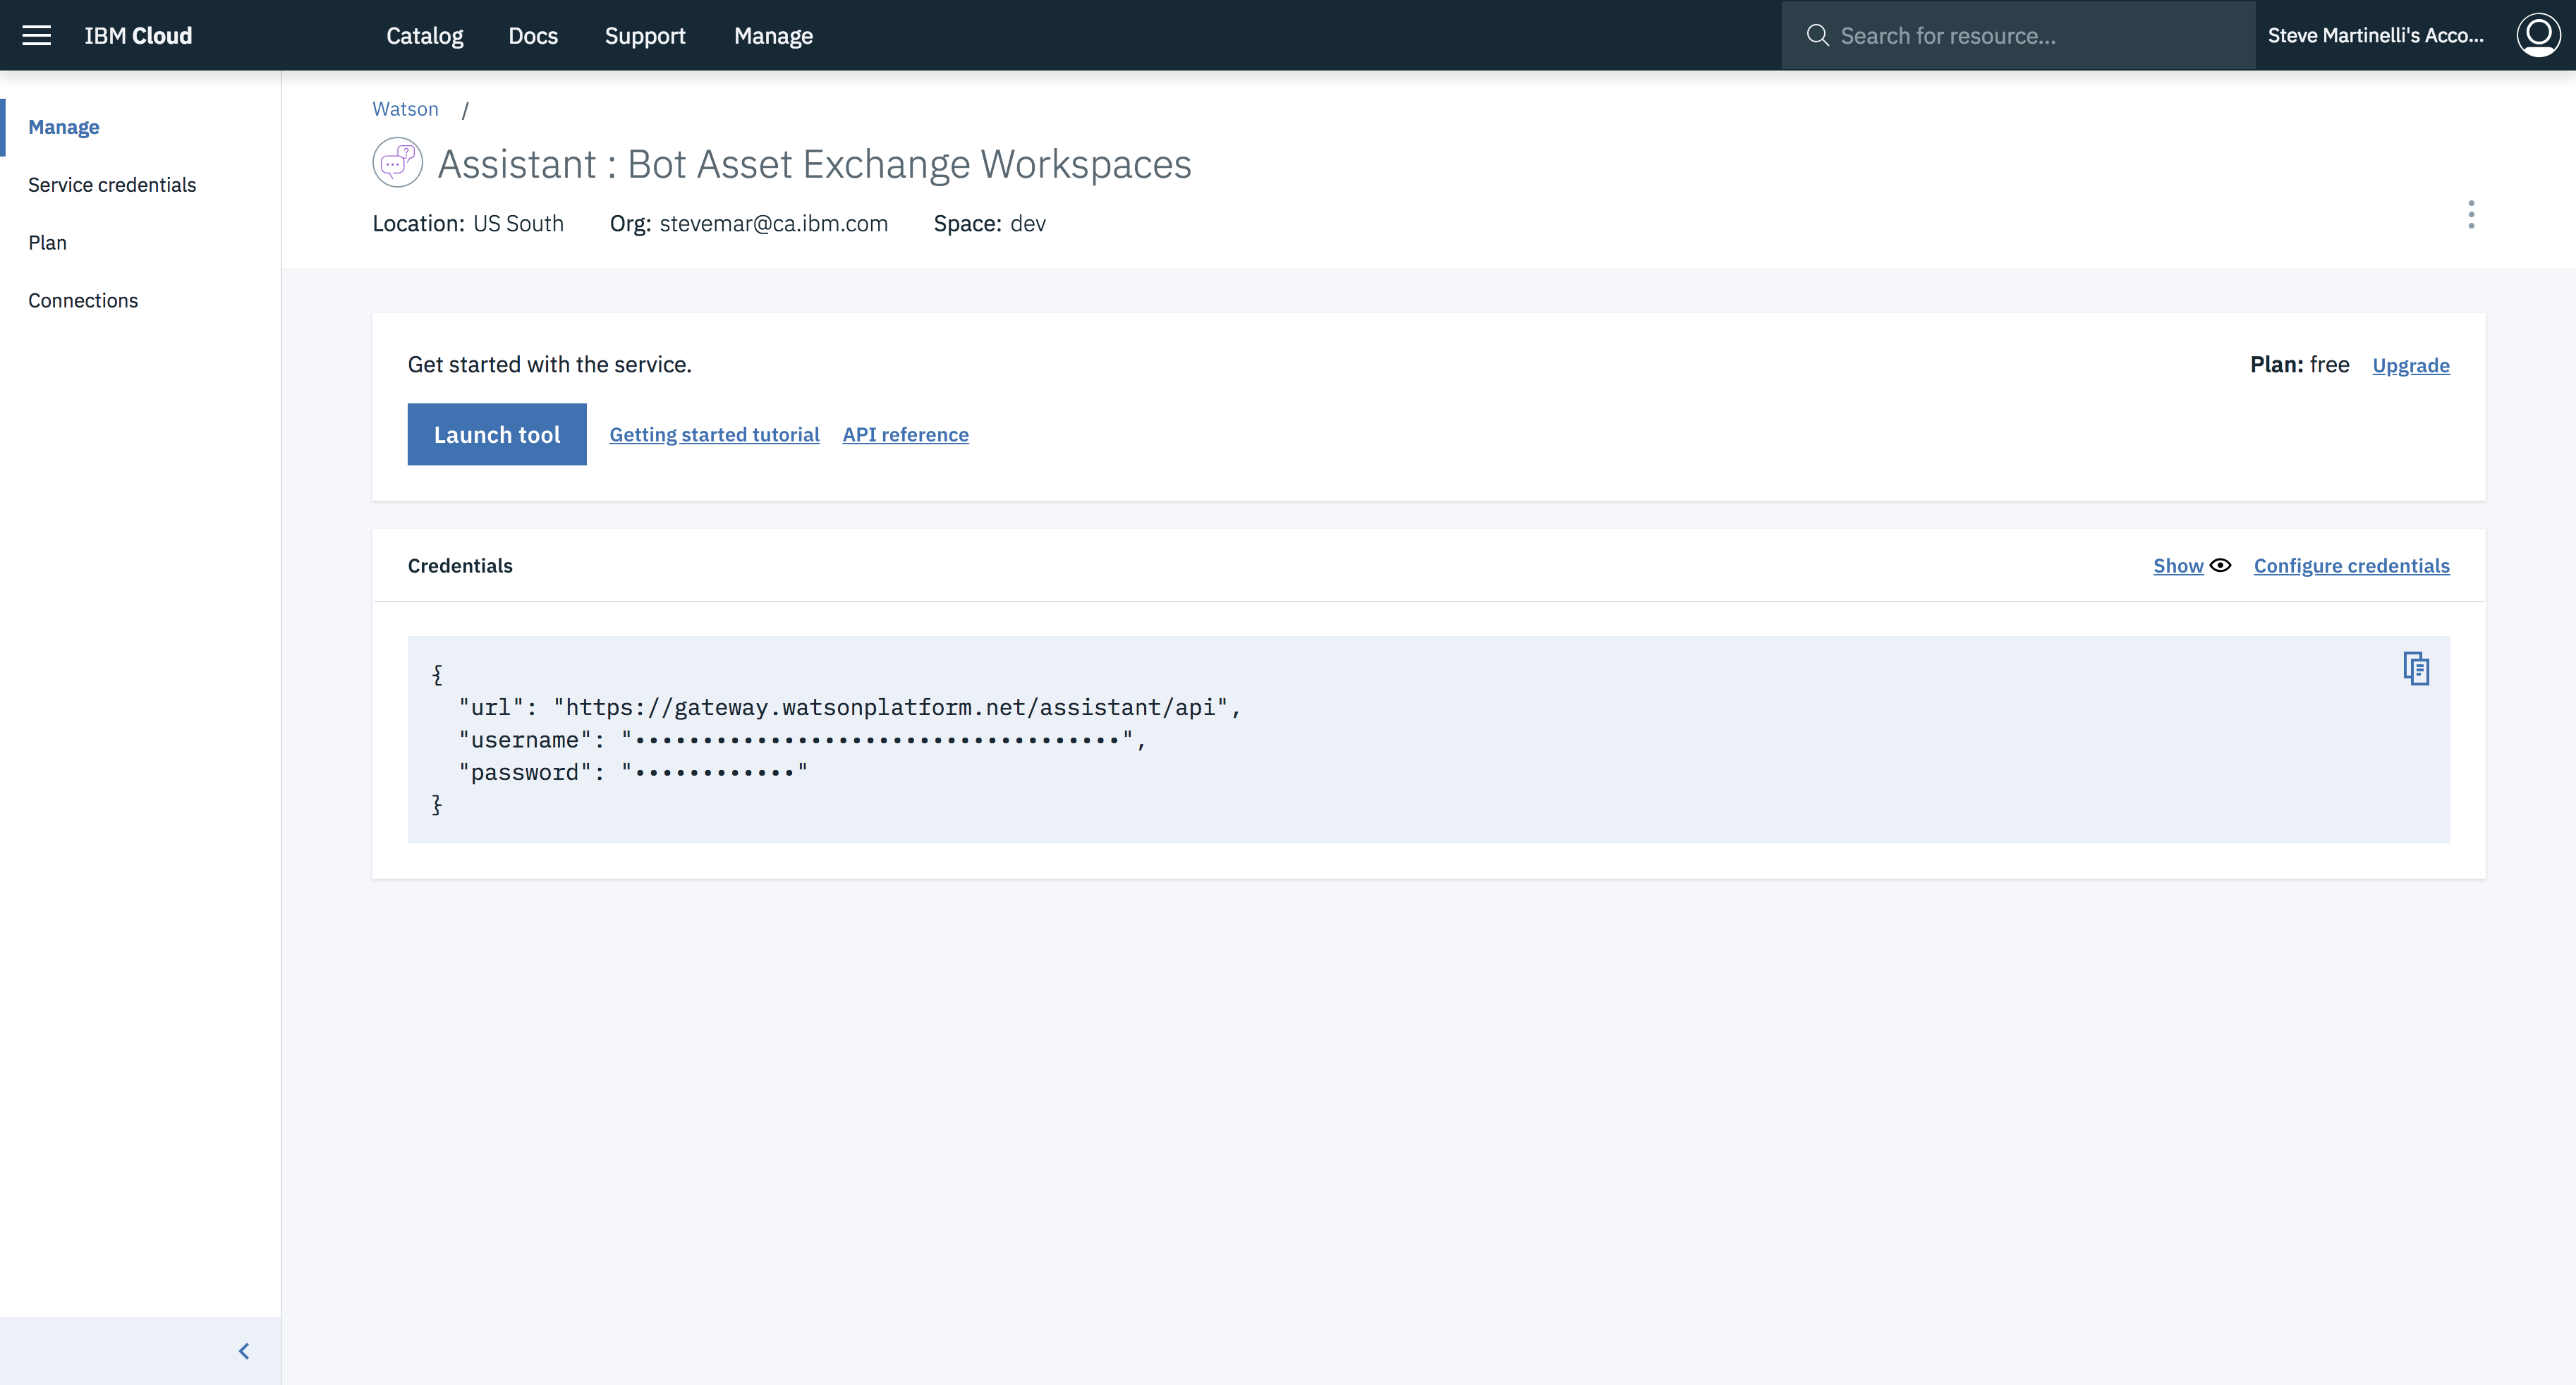 IBM Cloud
Catalog
Docs
Support
Manage
Search for resource...
Steve Martinelli's Acco...
Manage
Service credentials
Plan
Connections
Watson /
Assistant : Bot Asset Exchange Workspaces
Location: US South Org: stevemar@ca.ibm.com Space: dev
Get started with the service.
Plan: free Upgrade
Launch tool Getting started tutorial API reference
Credentials
Show Configure credentials
{
"url": "https://gateway.watsonplatform.net/assistant/api",
"username": "••••••••••••••••••••••••••••••••••••",
"password": "••••••••••••"
}